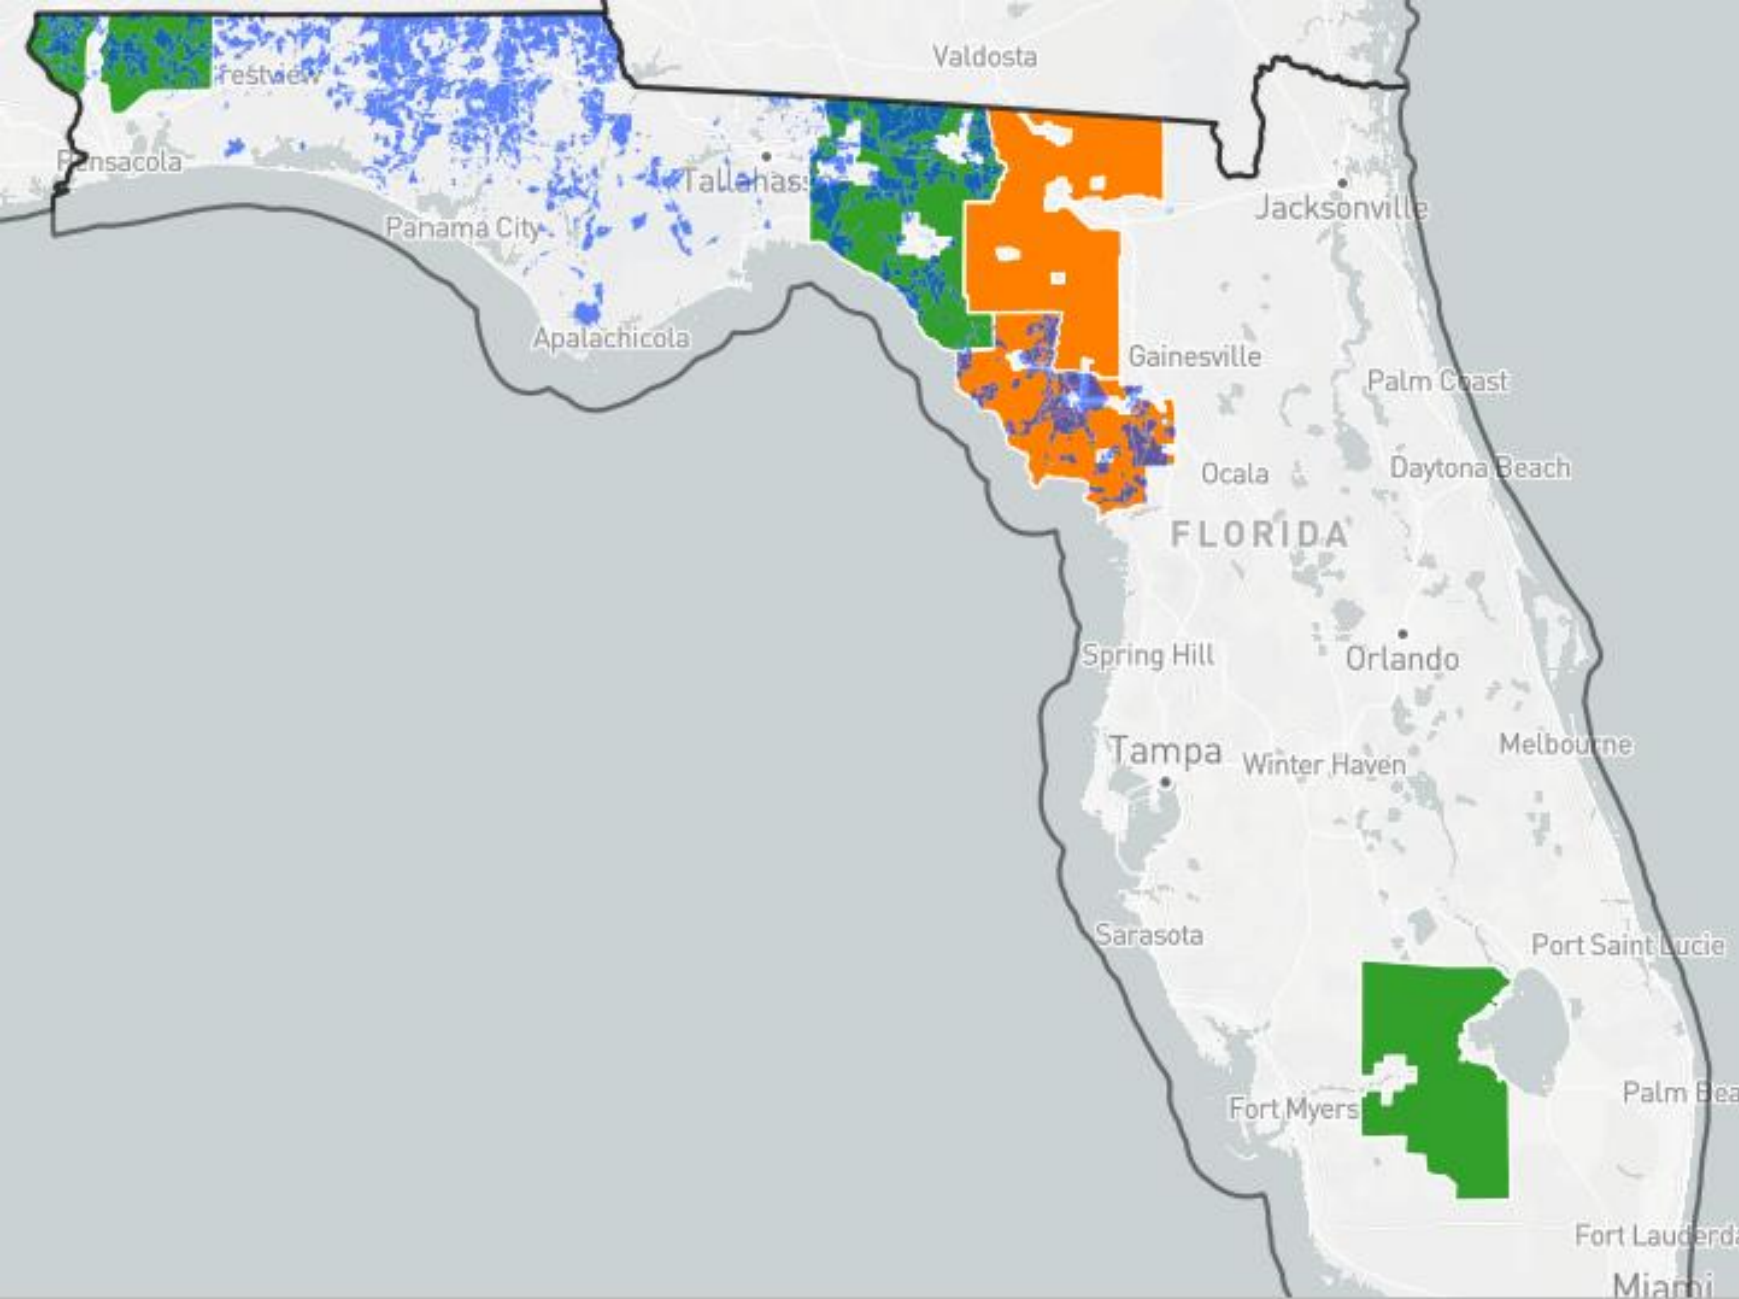 Valdosta
restview
Pensacola
Tallahas
Jacksonville
Panama City
Apalachicola
Gainesville
Palm Coast
Ocala
Daytona Beach
FLORIDA
Spring Hill
Orlando
Tampa
Winter Haven
Melbourne
Sarasota
Port Saint Lucie
Fort Myers
Palm Bea
Fort Lauderda
Miami